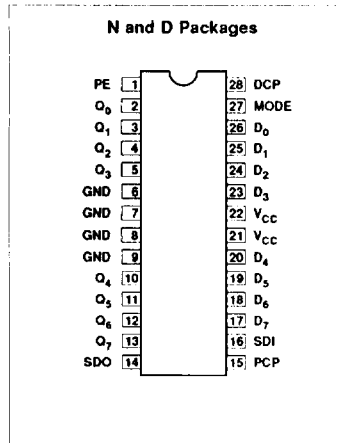 N and D Packages
PE 1 28 DCP
Q0 2 27 MODE
Q1 3 26 D0
Q2 4 25 D1
Q3 5 24 D2
GND 6 23 D3
GND 7 22 VCC
GND 8 21 VCC
GND 9 20 D4
Q4 10 19 D5
Q5 11 18 D6
Q6 12 17 D7
Q7 13 16 SDI
SDO 14 15 PCP